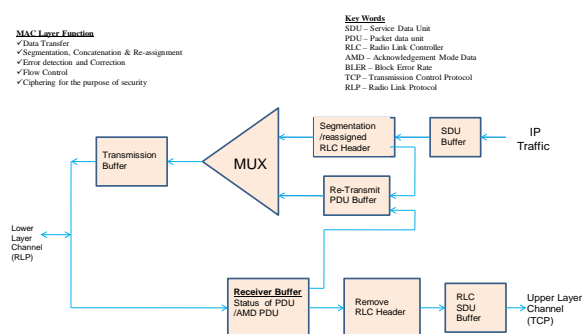 MAC Layer Function
✓Data Transfer
✓Segmentation, Concatenation & Re-assignment
✓Error detection and Correction
✓Flow Control
✓Ciphering for the purpose of security
Key Words
SDU – Service Data Unit
PDU – Packet data unit
RLC – Radio Link Controller
AMD – Acknowledgement Mode Data
BLER – Block Error Rate
TCP – Transmission Control Protocol
RLP – Radio Link Protocol
Segmentation
/reassigned
RLC Header
SDU
Buffer
IP
Traffic
Transmission
Buffer
MUX
Re-Transmit
PDU Buffer
Lower
Layer
Channel
(RLP)
Receiver Buffer
Status of PDU
/AMD PDU
Remove
RLC Header
RLC
SDU
Buffer
Upper Layer
Channel
(TCP)